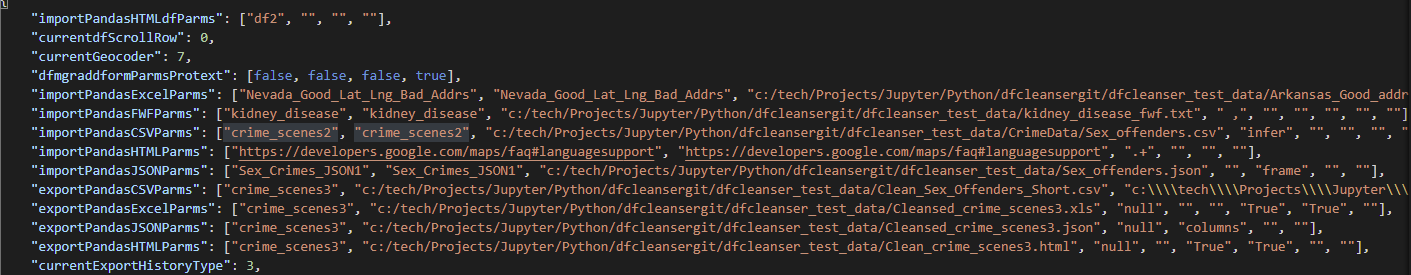 {
"importPandasHTMLdfParms": ["df2", "", "", ""],
"currentdfScrollRow": 0,
"currentGeocoder": 7,
"dfmgraddformParmsProtext": [false, false, false, true],
"importPandasExcelParms": ["Nevada_Good_Lat_Lng_Bad_Addrs", "Nevada_Good_Lat_Lng_Bad_Addrs", "c:/tech/Projects/Jupyter/Python/dfcleansergit/dfcleanser_test_data/Arkansas_Good_addr
"importPandasFWFParms": ["kidney_disease", "kidney_disease", "c:/tech/Projects/Jupyter/Python/dfcleansergit/dfcleanser_test_data/kidney_disease_fwf.txt", ",", "", "", "", "", ""]
"importPandasCSVParms": ["crime_scenes2", "crime_scenes2", "c:/tech/Projects/Jupyter/Python/dfcleansergit/dfcleanser_test_data/CrimeData/Sex_offenders.csv", "infer", "", "", "", "
"importPandasHTMLParms": ["https://developers.google.com/maps/faq#languagesupport", "https://developers.google.com/maps/faq#languagesupport", ".+", "", "", ""],
"importPandasJSONParms": ["Sex_Crimes_JSON1", "Sex_Crimes_JSON1", "c:/tech/Projects/Jupyter/Python/dfcleansergit/dfcleanser_test_data/Sex_offenders.json", "", "frame", "", ""],
"exportPandasCSVParms": ["crime_scenes3", "c:/tech/Projects/Jupyter/Python/dfcleansergit/dfcleanser_test_data/Clean_Sex_Offenders_Short.csv", "c:\\\\tech\\\\Projects\\\\Jupyter\\\
"exportPandasExcelParms": ["crime_scenes3", "c:/tech/Projects/Jupyter/Python/dfcleansergit/dfcleanser_test_data/Cleansed_crime_scenes3.xls", "null", "", "", "True", "True", ""],
"exportPandasJSONParms": ["crime_scenes3", "c:/tech/Projects/Jupyter/Python/dfcleansergit/dfcleanser_test_data/Cleansed_crime_scenes3.json", "null", "columns", "", ""],
"exportPandasHTMLParms": ["crime_scenes3", "c:/tech/Projects/Jupyter/Python/dfcleansergit/dfcleanser_test_data/Clean_crime_scenes3.html", "null", "", "True", "True", "", ""],
"currentExportHistoryType": 3,